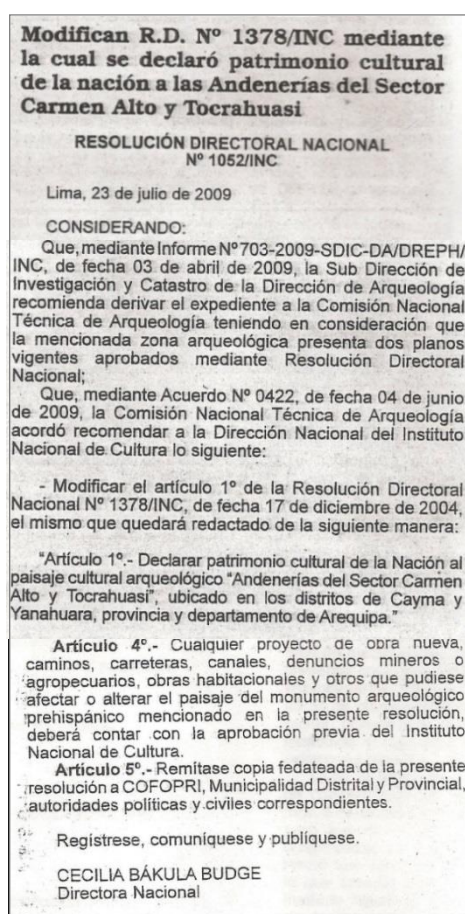 Modifican R.D. Nº 1378/INC mediante
la cual se declaró patrimonio cultural
de la nación a las Andenerías del Sector
Carmen Alto y Tocrahuasi
RESOLUCIÓN DIRECTORAL NACIONAL
Nº 1052/INC
Lima, 23 de julio de 2009
CONSIDERANDO:
Que, mediante Informe Nº 703-2009-SDIC-DA/DREPH/
INC, de fecha 03 de abril de 2009, la Sub Dirección de
Investigación y Catastro de la Dirección de Arqueología
recomienda derivar el expediente a la Comisión Nacional
Técnica de Arqueología teniendo en consideración que
la mencionada zona arqueológica presenta dos planos
vigentes aprobados mediante Resolución Directoral
Nacional;
Que, mediante Acuerdo Nº 0422, de fecha 04 de junio
de 2009, la Comisión Nacional Técnica de Arqueología
acordó recomendar a la Dirección Nacional del Instituto
Nacional de Cultura lo siguiente:
- Modificar el artículo 1º de la Resolución Directoral
Nacional Nº 1378/INC, de fecha 17 de diciembre de 2004,
el mismo que quedará redactado de la siguiente manera:
"Artículo 1º.- Declarar patrimonio cultural de la Nación al
paisaje cultural arqueológico "Andenerías del Sector Carmen
Alto y Tocrahuasi", ubicado en los distritos de Cayma y
Yanahuara, provincia y departamento de Arequipa."
Artículo 4º.- Cualquier proyecto de obra nueva,
caminos, carreteras, canales, denuncios mineros o
agropecuarios, obras habitacionales y otros que pudiese
afectar o alterar el paisaje del monumento arqueológico
prehispánico mencionado en la presente resolución,
deberá contar con la aprobación previa del Instituto
Nacional de Cultura.
Artículo 5º.- Remítase copia fedateada de la presente
resolución a COFOPRI, Municipalidad Distrital y Provincial,
autoridades políticas y civiles correspondientes.
Regístrese, comuníquese y publíquese.
CECILIA BÁKULA BUDGE
Directora Nacional